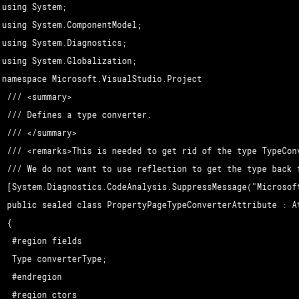 using System;
using System.ComponentModel;
using System.Diagnostics;
using System.Globalization;
namespace Microsoft.VisualStudio.Project
/// <summary>
/// Defines a type converter.
/// </summary>
/// <remarks>This is needed to get rid of the type TypeConv
/// We do not want to use reflection to get the type back f
[System.Diagnostics.CodeAnalysis.SuppressMessage("Microsoft
public sealed class PropertyPageTypeConverterAttribute : At
{
#region fields
Type converterType;
#endregion
#region ctors